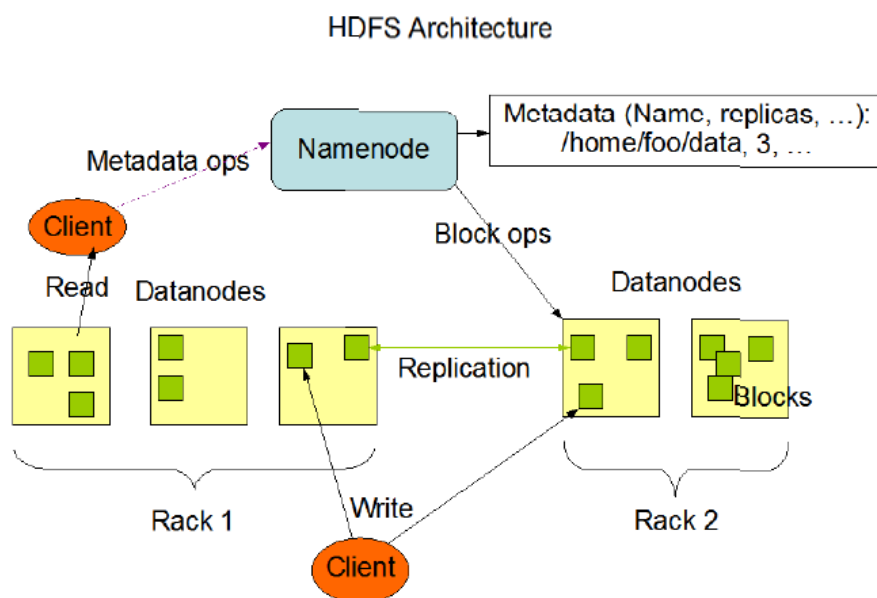 HDFS Architecture
Metadata (Name, replicas, …):
/home/foo/data, 3, …
Namenode
Metadata ops
Client
Block ops
Read
Datanodes
Datanodes
Replication
Blocks
Rack 1
Write
Rack 2
Client